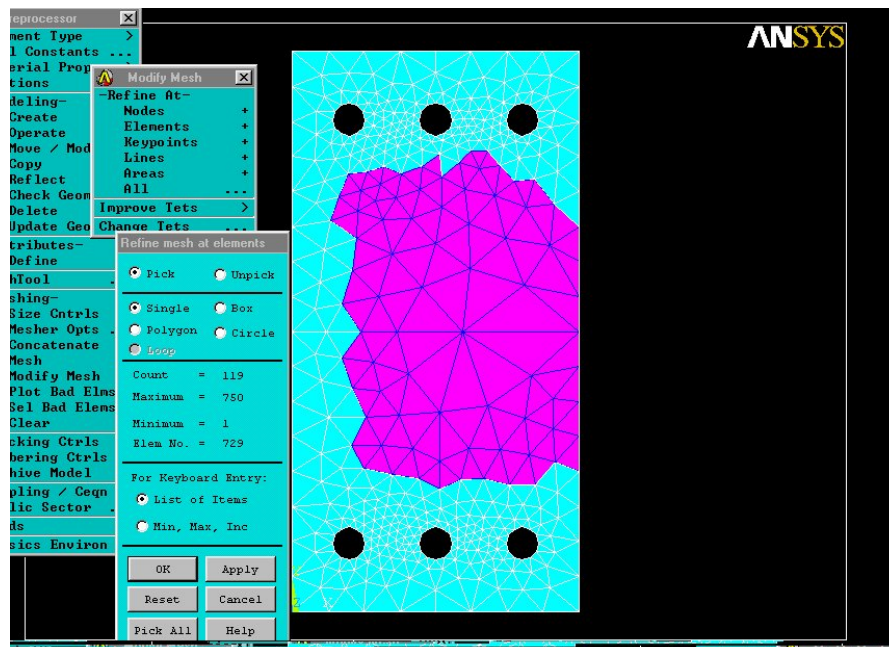 eprocessor
ment Type >
l Constants ...
erial Prop
tions
deling-
Create
Operate
Move / Mod
Copy
Reflect
Check Geom
Delete
Update Geo
tributes-
Define
hTool .
shing-
Size Cntrls
Mesher Opts .
Concatenate
Mesh
Modify Mesh
Plot Bad Elms
Sel Bad Elems
Clear
cking Ctrls
bering Ctrls
hive Model
pling / Ceqn
lic Sector .
ds
sics Environ
Modify Mesh
-Refine At-
Nodes +
Elements +
Keypoints +
Lines +
Areas +
All ...
Improve Tets >
Change Tets ...
Refine mesh at elements
Pick Unpick
Single Box
Polygon Circle
Loop
Count = 119
Maximum = 750
Minimum = 1
Elem No. = 729
For Keyboard Entry:
List of Items
Min, Max, Inc
OK Apply
Reset Cancel
Pick All Help
ANSYS